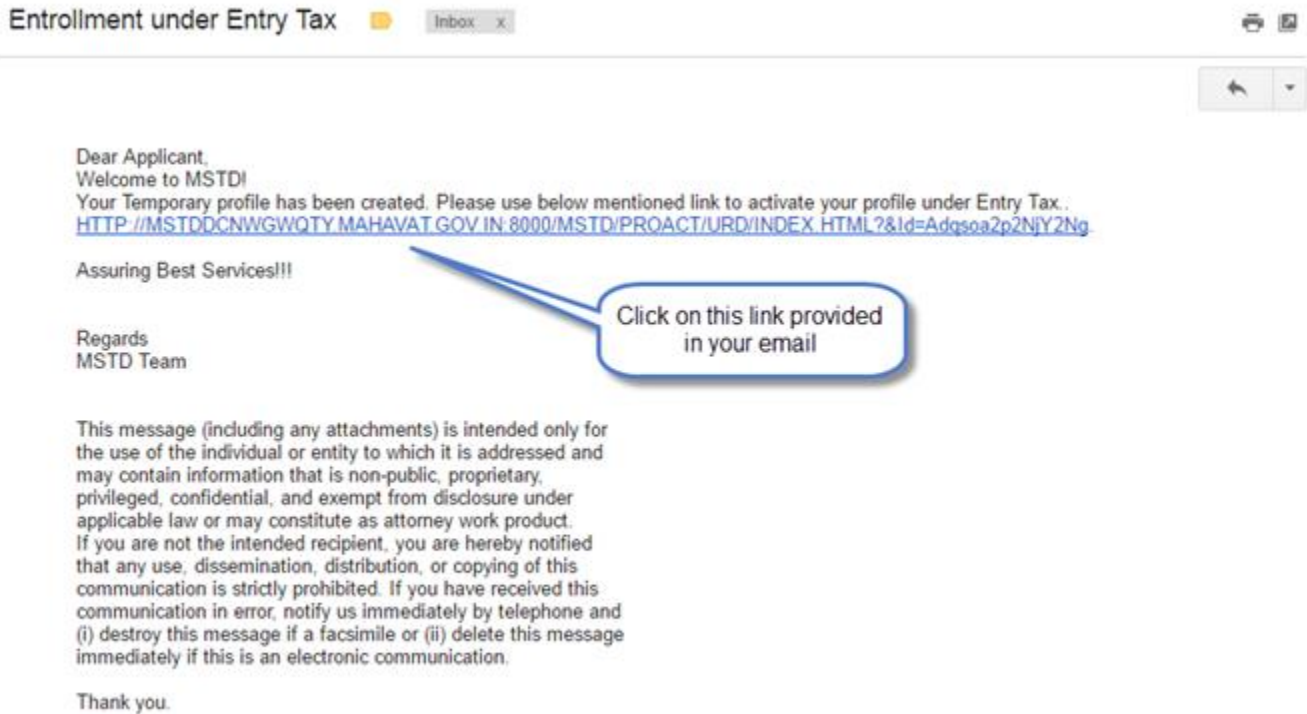 Entrollment under Entry Tax
Inbox x
Dear Applicant,
Welcome to MSTD!
Your Temporary profile has been created. Please use below mentioned link to activate your profile under Entry Tax..
HTTP://MSTDDCNWGWQTY.MAHAVAT.GOV.IN:8000/MSTD/PROACT/URD/INDEX.HTML?&Id=Adqsoa2p2NjY2Ng.
Assuring Best Services!!!
Click on this link provided
in your email
Regards
MSTD Team
This message (including any attachments) is intended only for
the use of the individual or entity to which it is addressed and
may contain information that is non-public, proprietary,
privileged, confidential, and exempt from disclosure under
applicable law or may constitute as attorney work product.
If you are not the intended recipient, you are hereby notified
that any use, dissemination, distribution, or copying of this
communication is strictly prohibited. If you have received this
communication in error, notify us immediately by telephone and
(i) destroy this message if a facsimile or (ii) delete this message
immediately if this is an electronic communication.
Thank you.